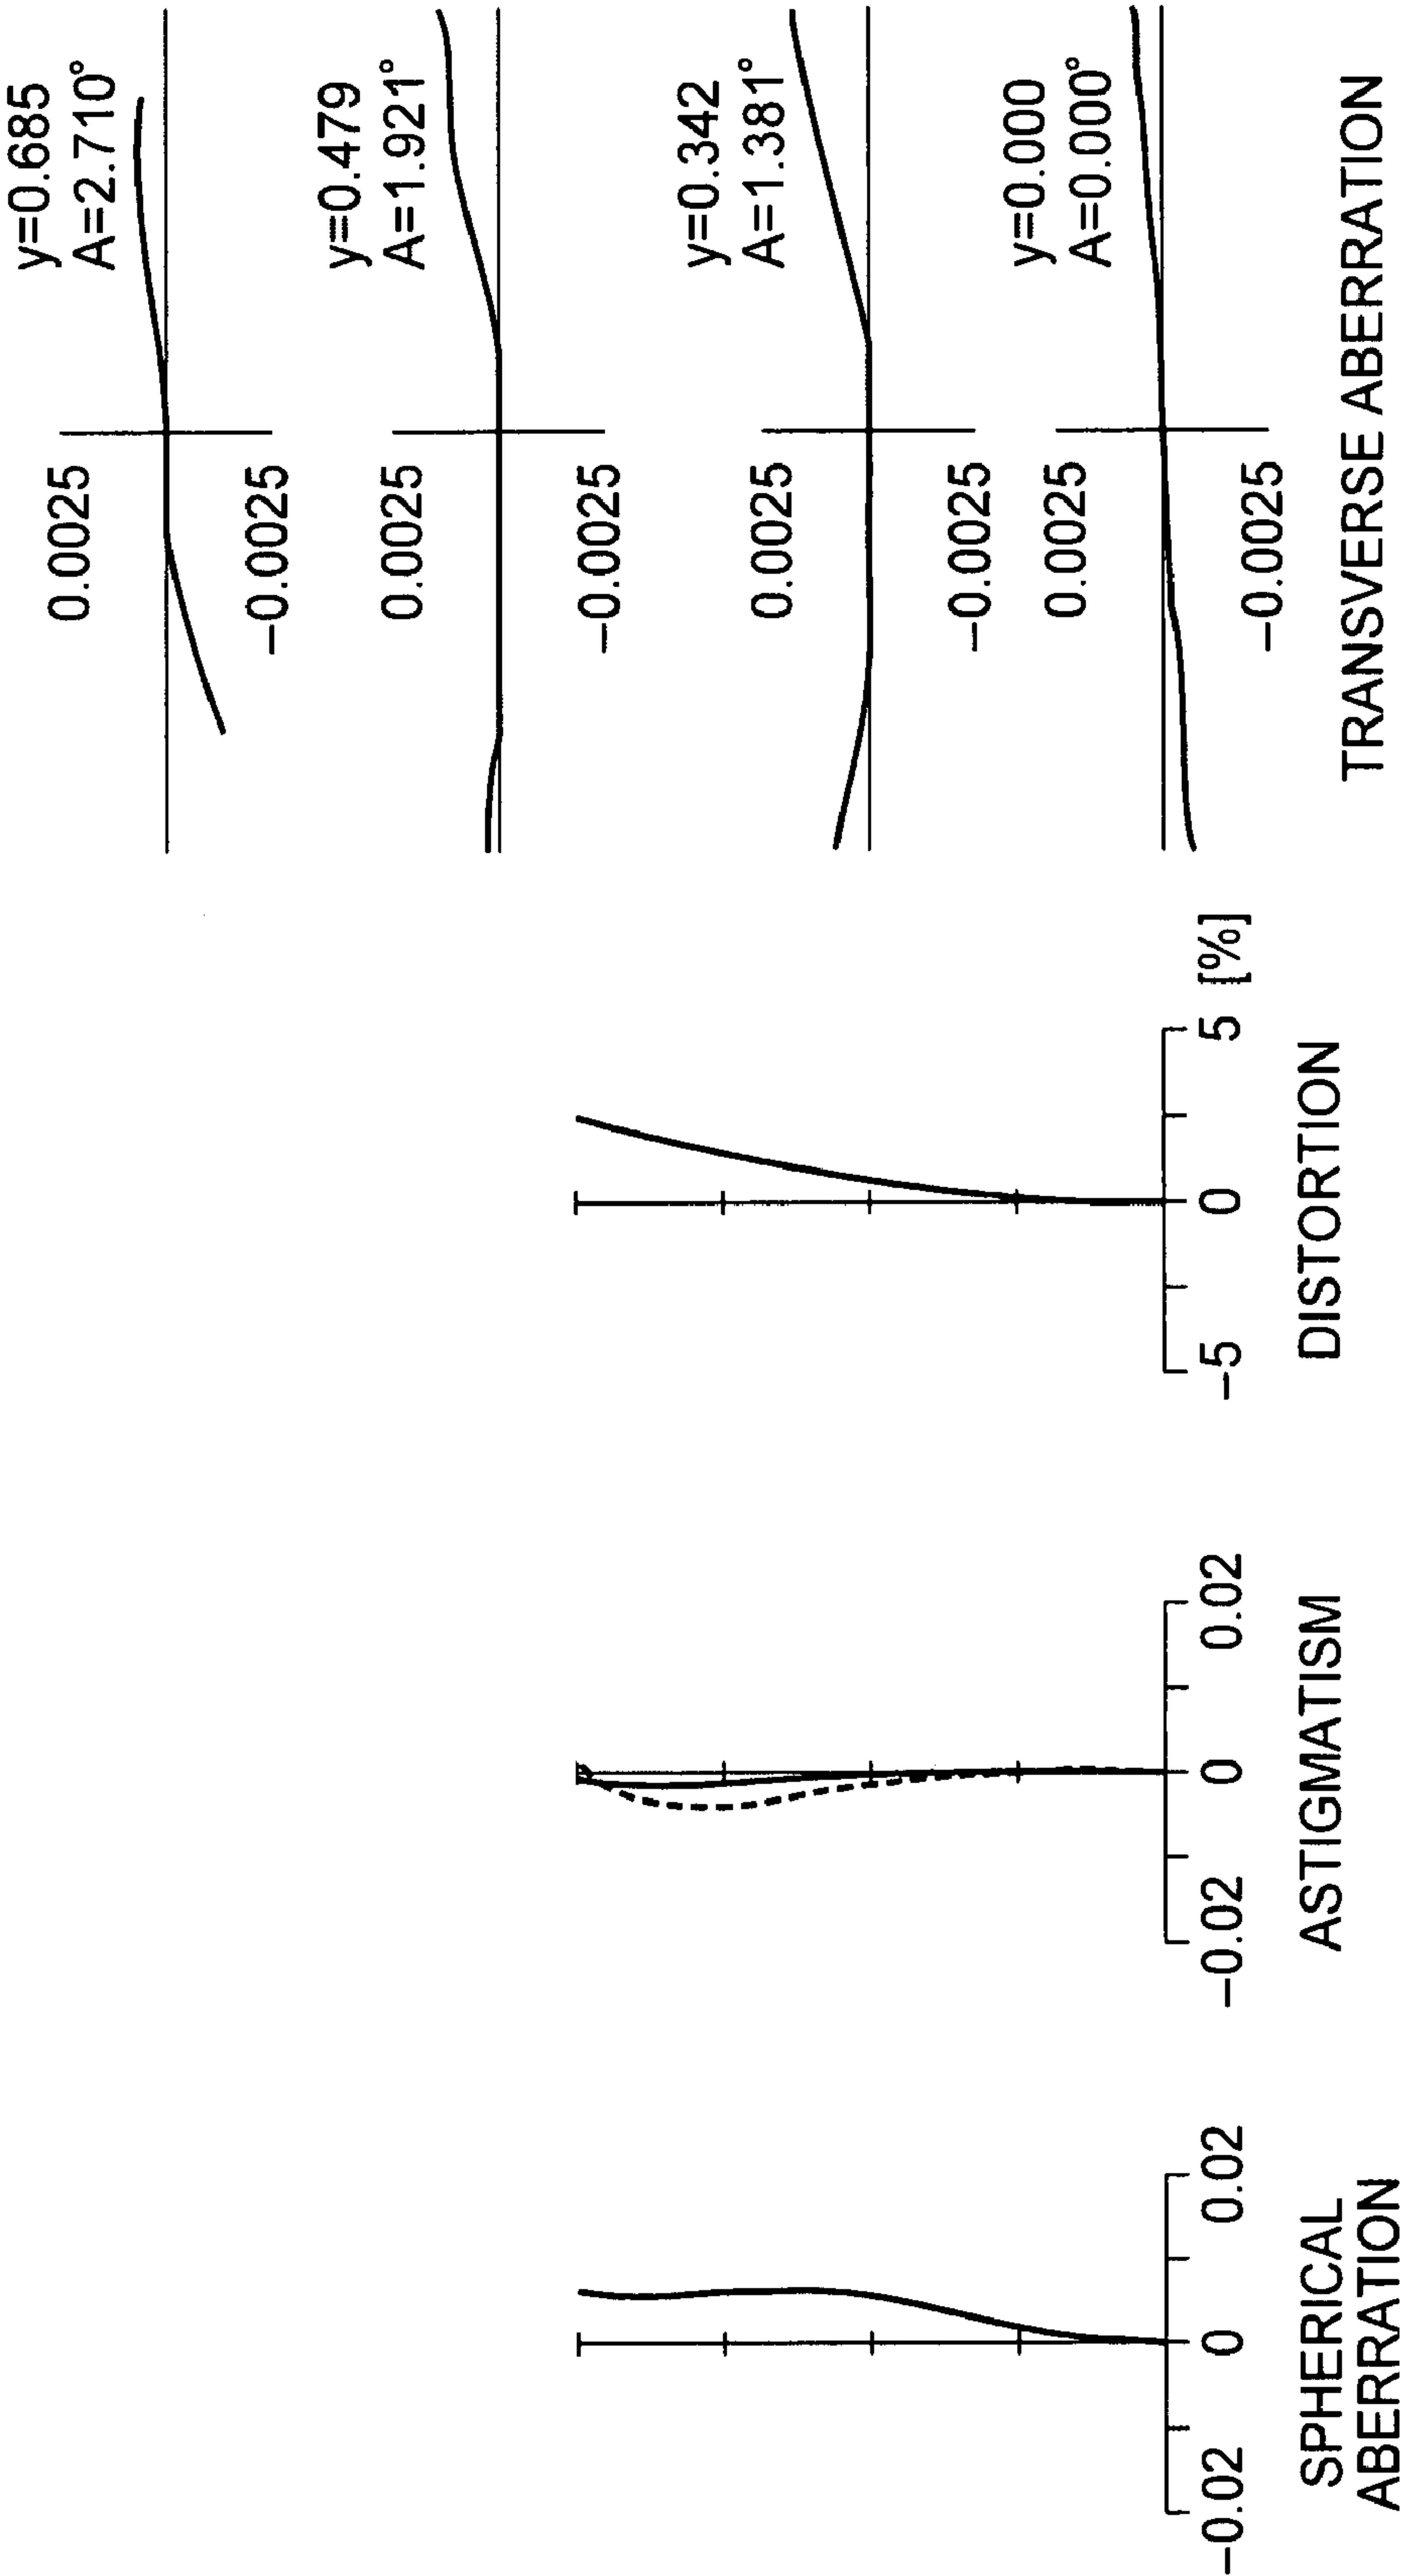 -0.02
0
0.02
SPHERICAL
ABERRATION
-0.02
0
0.02
ASTIGMATISM
-5
0
5
[%]
DISTORTION
y=0.685
A=2.710°
0.0025
-0.0025
y=0.479
A=1.921°
0.0025
-0.0025
y=0.342
A=1.381°
0.0025
-0.0025
y=0.000
A=0.000°
0.0025
-0.0025
TRANSVERSE ABERRATION